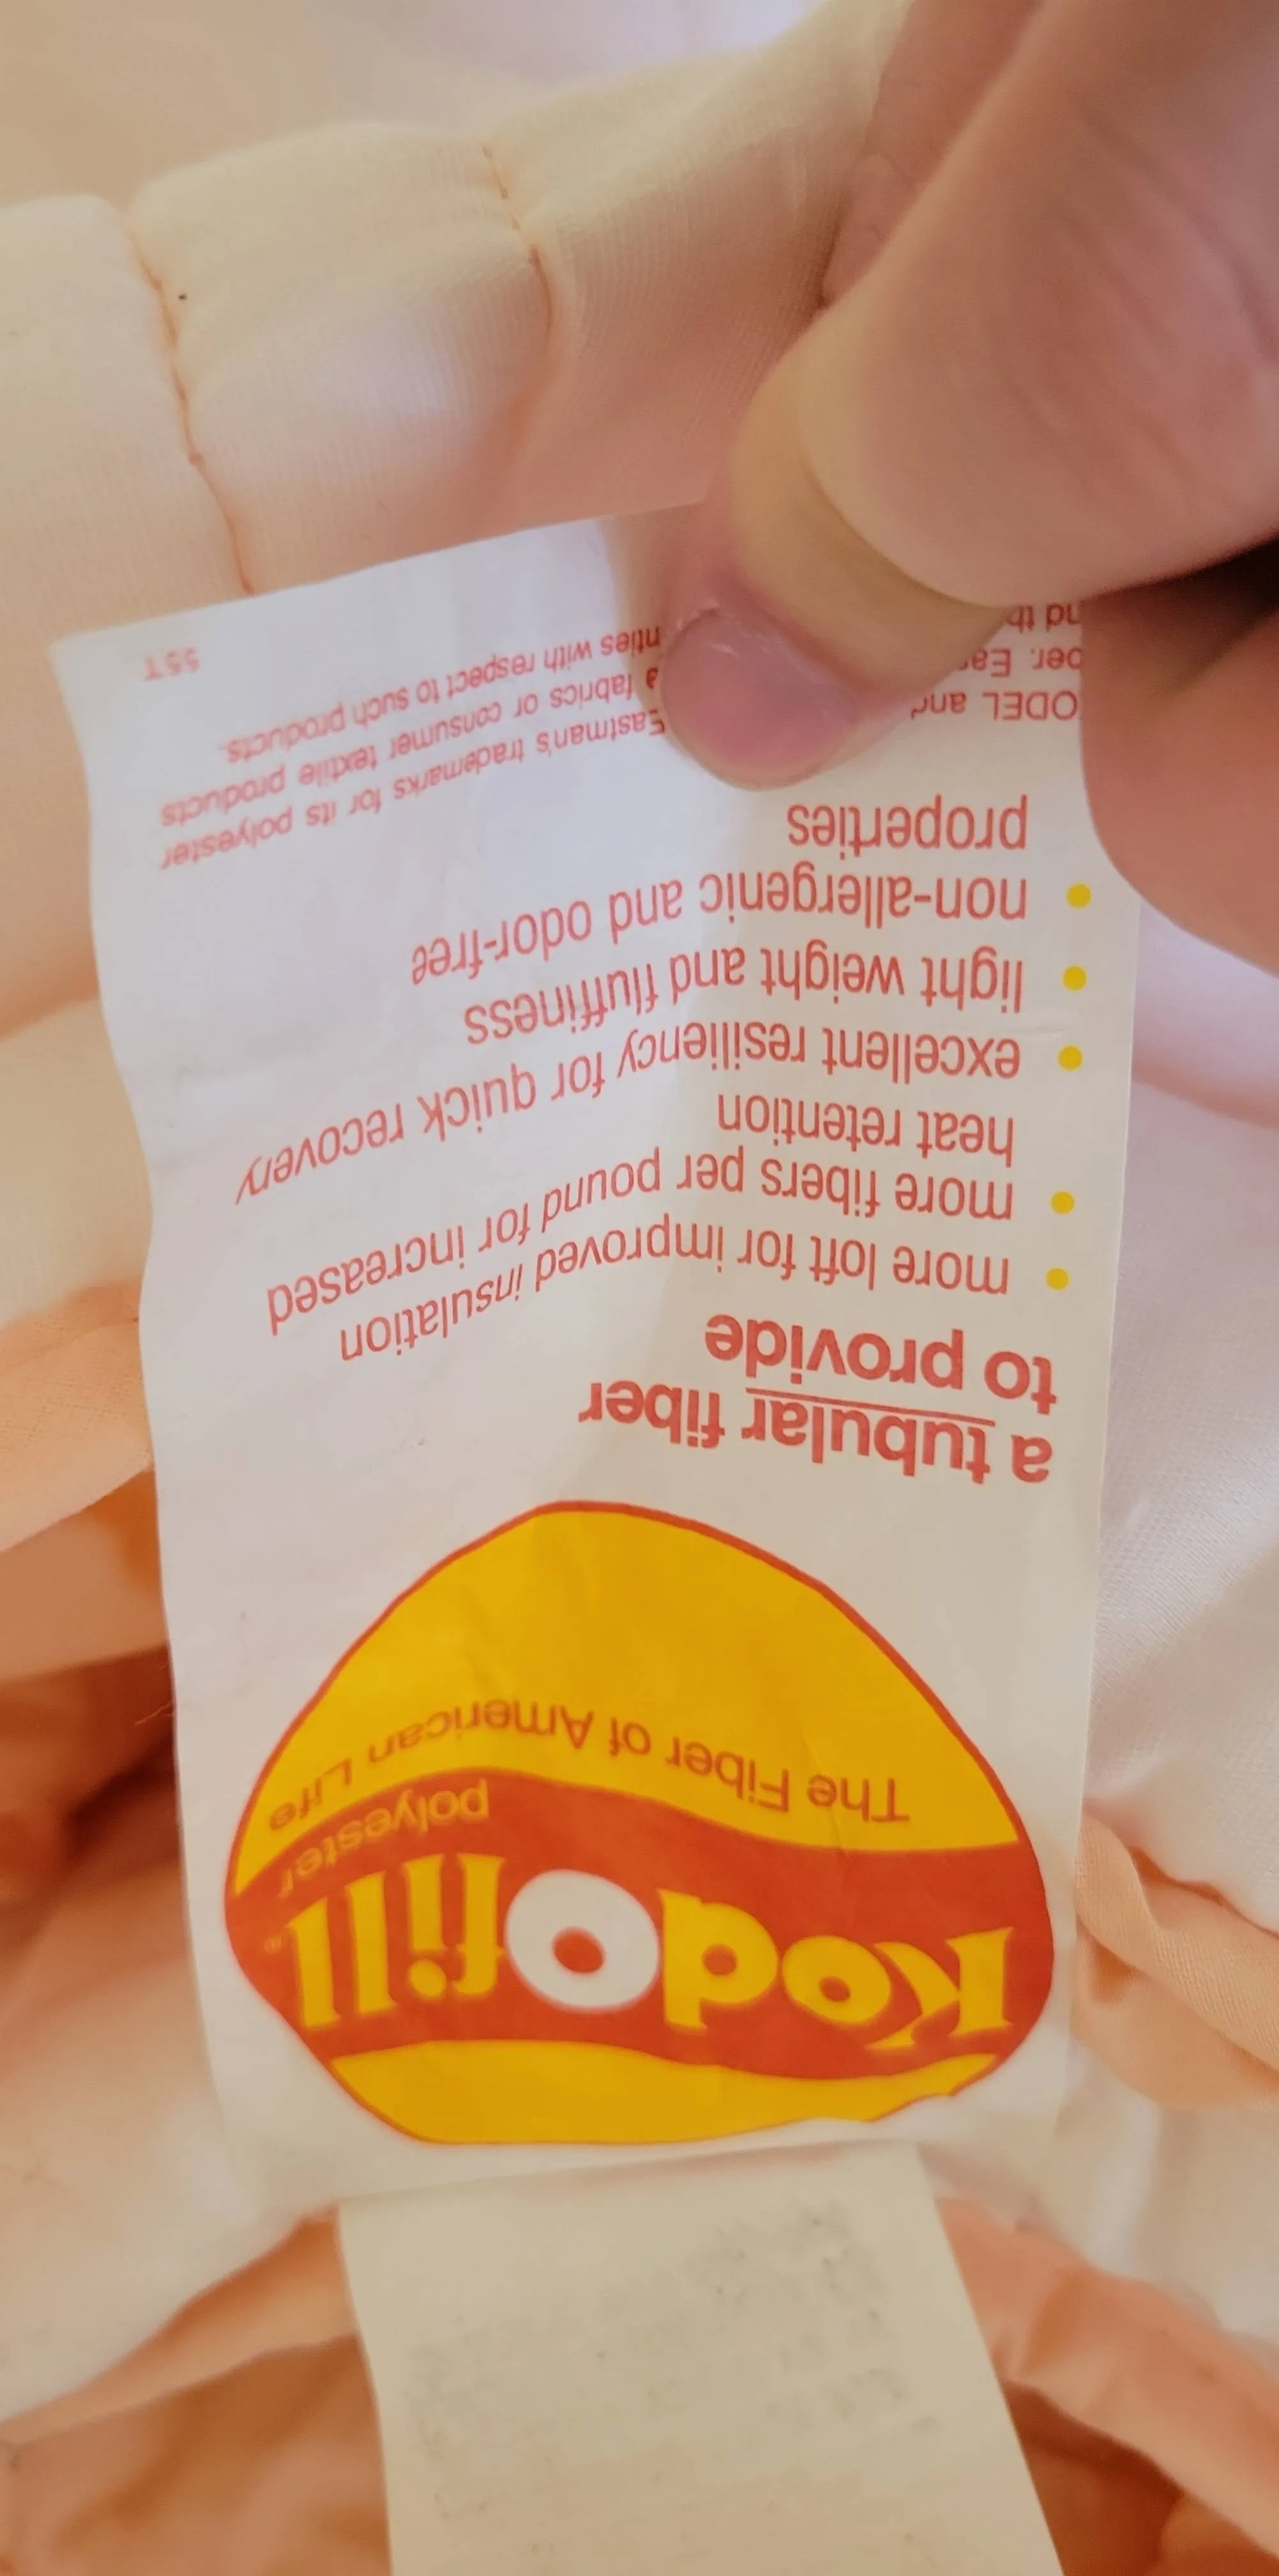 KodOfill®
polyester
The Fiber of American Life
a tubular fiber
to provide
• more loft for improved insulation
• more fibers per pound for increased
heat retention
• excellent resiliency for quick recovery
• light weight and fluffiness
• non-allergenic and odor-free
properties
ODEL and Eastman's trademarks for its polyester
fabrics or consumer textile products
nties with respect to such products.
55T